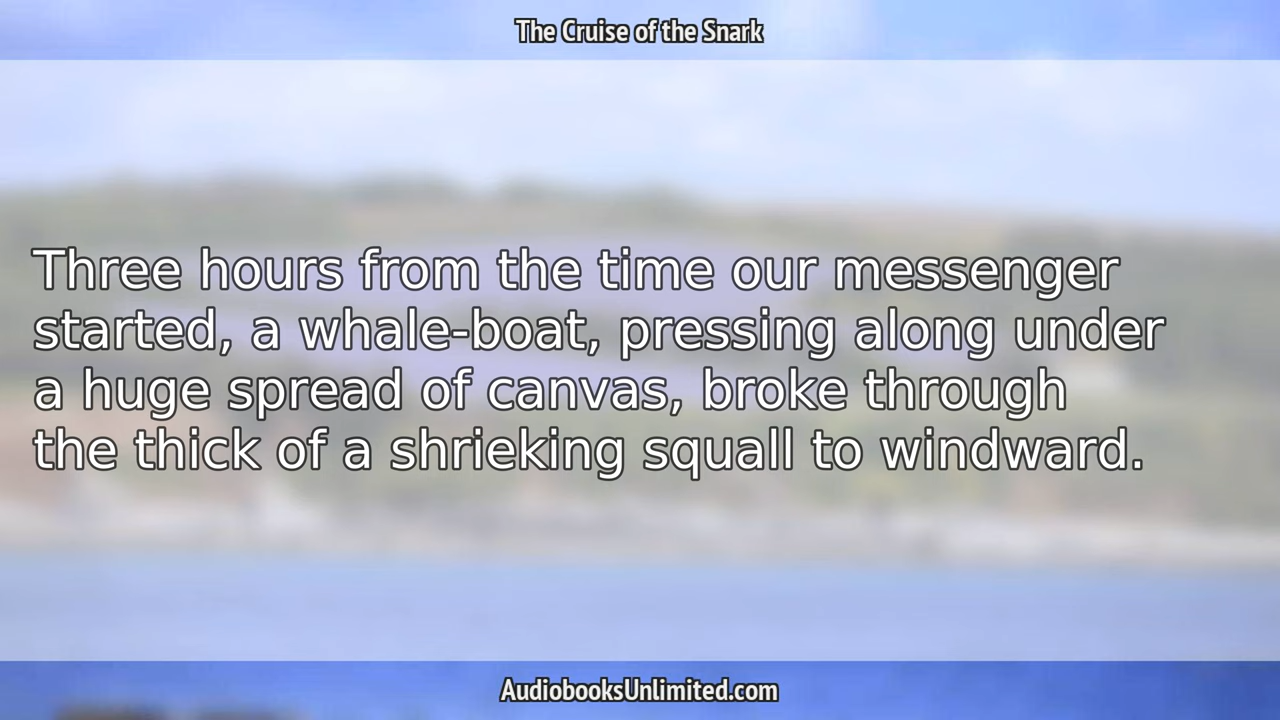 The Cruise of the Snark
Three hours from the time our messenger
started, a whale-boat, pressing along under
a huge spread of canvas, broke through
the thick of a shrieking squall to windward.
AudiobooksUnlimited.com